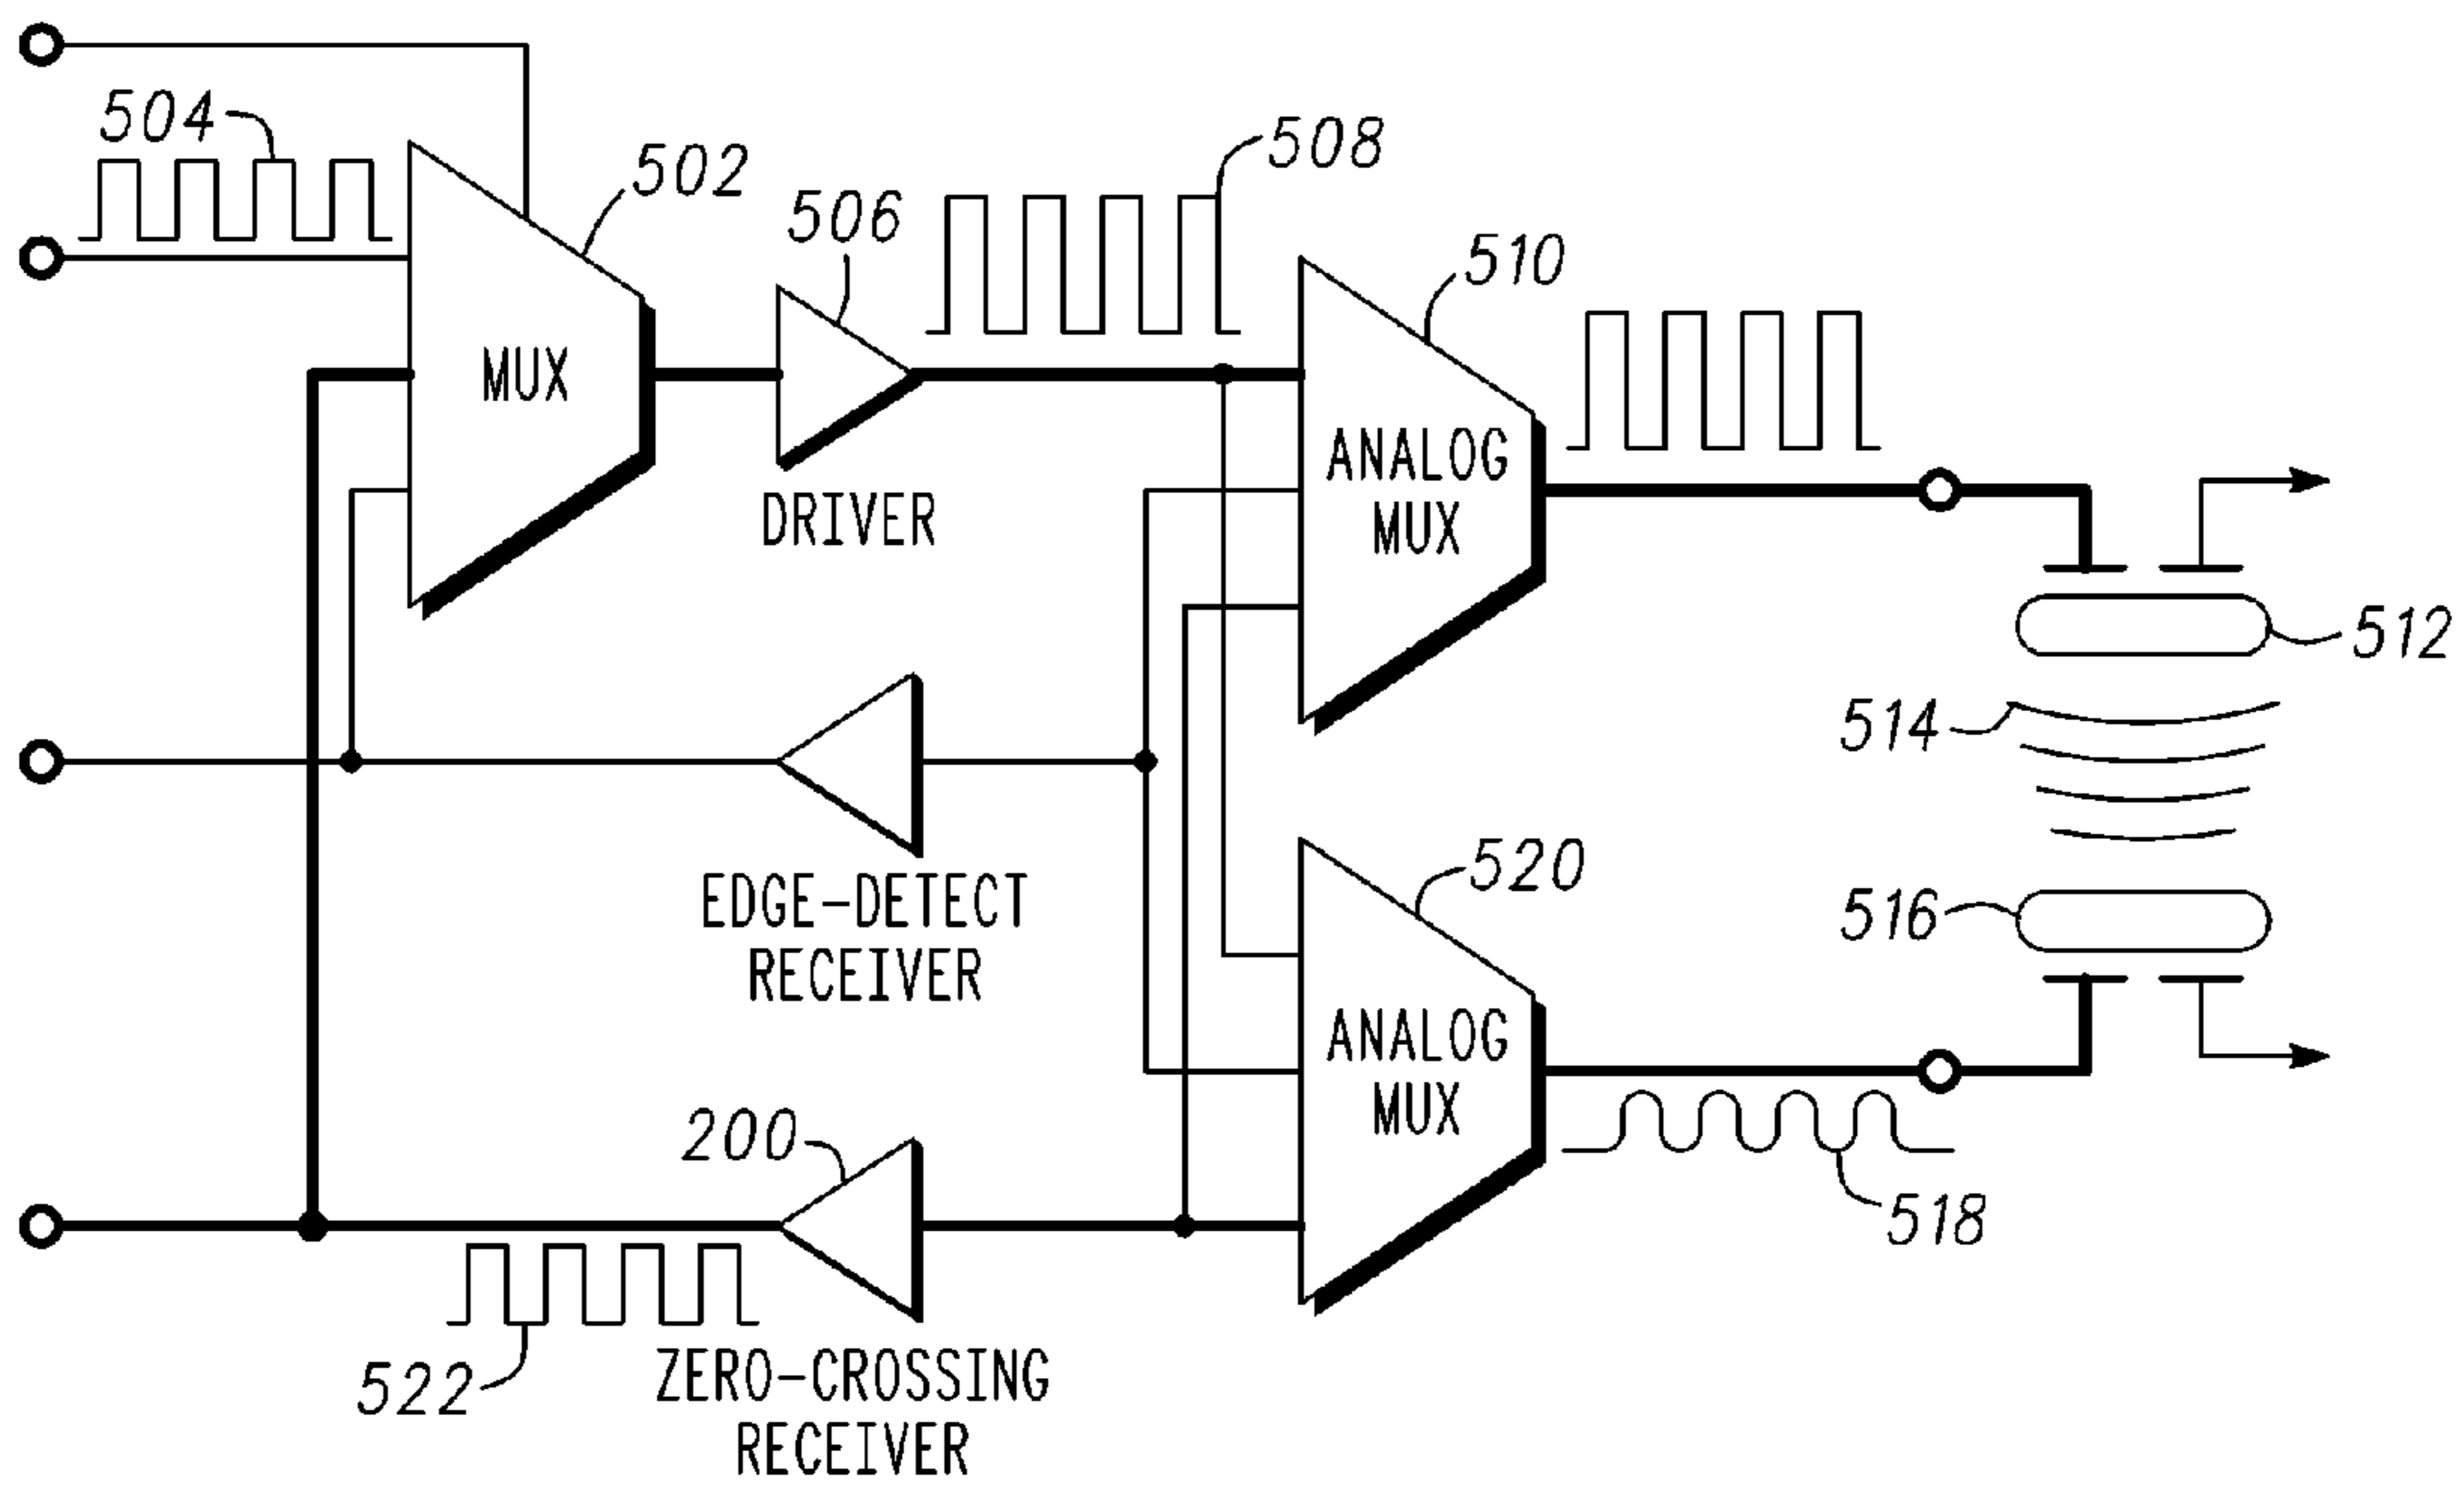 504
502
506
508
510
MUX
DRIVER
ANALOG
MUX
512
514
EDGE-DETECT
RECEIVER
520
516
ANALOG
MUX
200
518
522
ZERO-CROSSING
RECEIVER